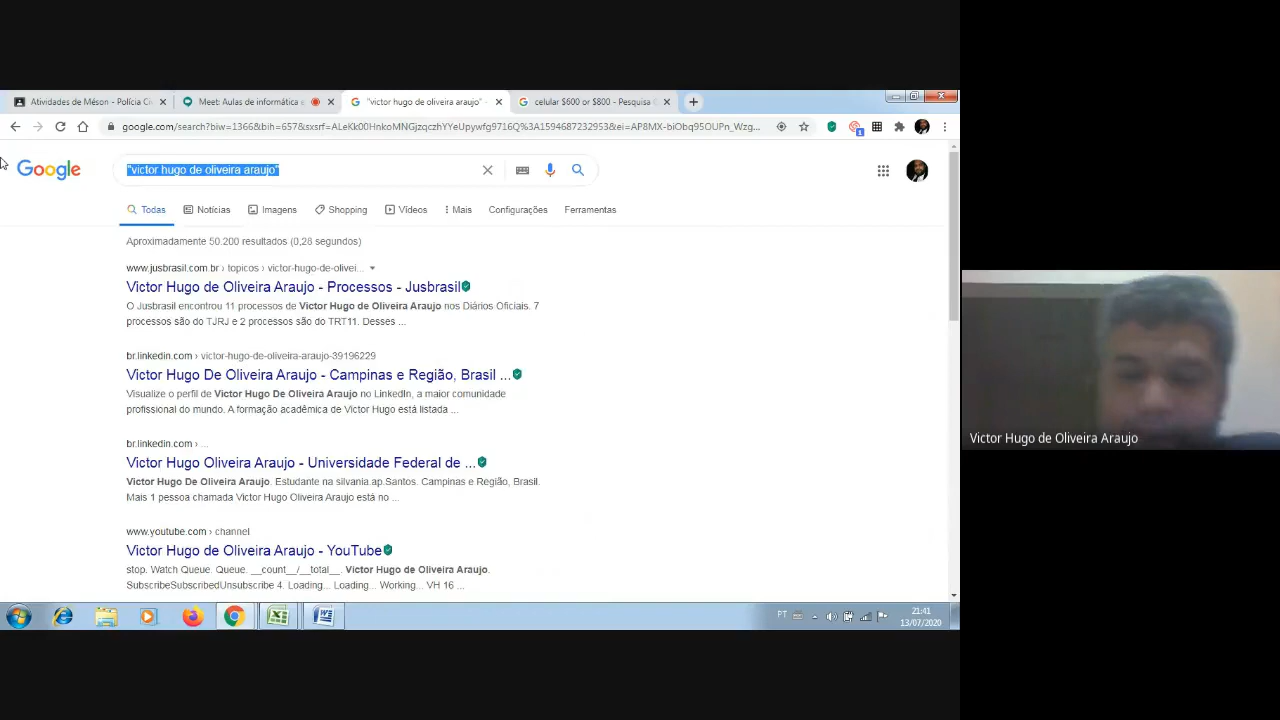 Atividades de Méson - Polícia Ci
Meet: Aulas de informática e
"victor hugo de oliveira araujo" -
celular $600 or $800 - Pesquisa
google.com/search?biw=1366&bih=657&sxsrf=ALeKk00HnkoMNGjzqczhYYeUpywfg9716Q%3A1594687232953&ei=AP8MX-biObq95OUPn_Wzg...
1
Google
"victor hugo de oliveira araujo"
Todas Notícias Imagens Shopping Vídeos Mais Configurações Ferramentas
Aproximadamente 50.200 resultados (0,28 segundos)
www.jusbrasil.com.br › topicos › victor-hugo-de-olivei...
Victor Hugo de Oliveira Araujo - Processos - Jusbrasil
O Jusbrasil encontrou 11 processos de Victor Hugo de Oliveira Araujo nos Diários Oficiais. 7
processos são do TJRJ e 2 processos são do TRT11. Desses ...
br.linkedin.com › victor-hugo-de-oliveira-araujo-39196229
Victor Hugo De Oliveira Araujo - Campinas e Região, Brasil ...
Visualize o perfil de Victor Hugo De Oliveira Araujo no LinkedIn, a maior comunidade
profissional do mundo. A formação acadêmica de Victor Hugo está listada ...
br.linkedin.com › ...
Victor Hugo Oliveira Araujo - Universidade Federal de ...
Victor Hugo De Oliveira Araujo. Estudante na silvania.ap.Santos. Campinas e Região, Brasil.
Mais 1 pessoa chamada Victor Hugo Oliveira Araujo está no ...
www.youtube.com › channel
Victor Hugo de Oliveira Araujo - YouTube
stop. Watch Queue. Queue. __count__/__total__. Victor Hugo de Oliveira Araujo.
SubscribeSubscribedUnsubscribe 4. Loading... Loading... Working... VH 16 ...
PT
21:41
13/07/2020
Victor Hugo de Oliveira Araujo